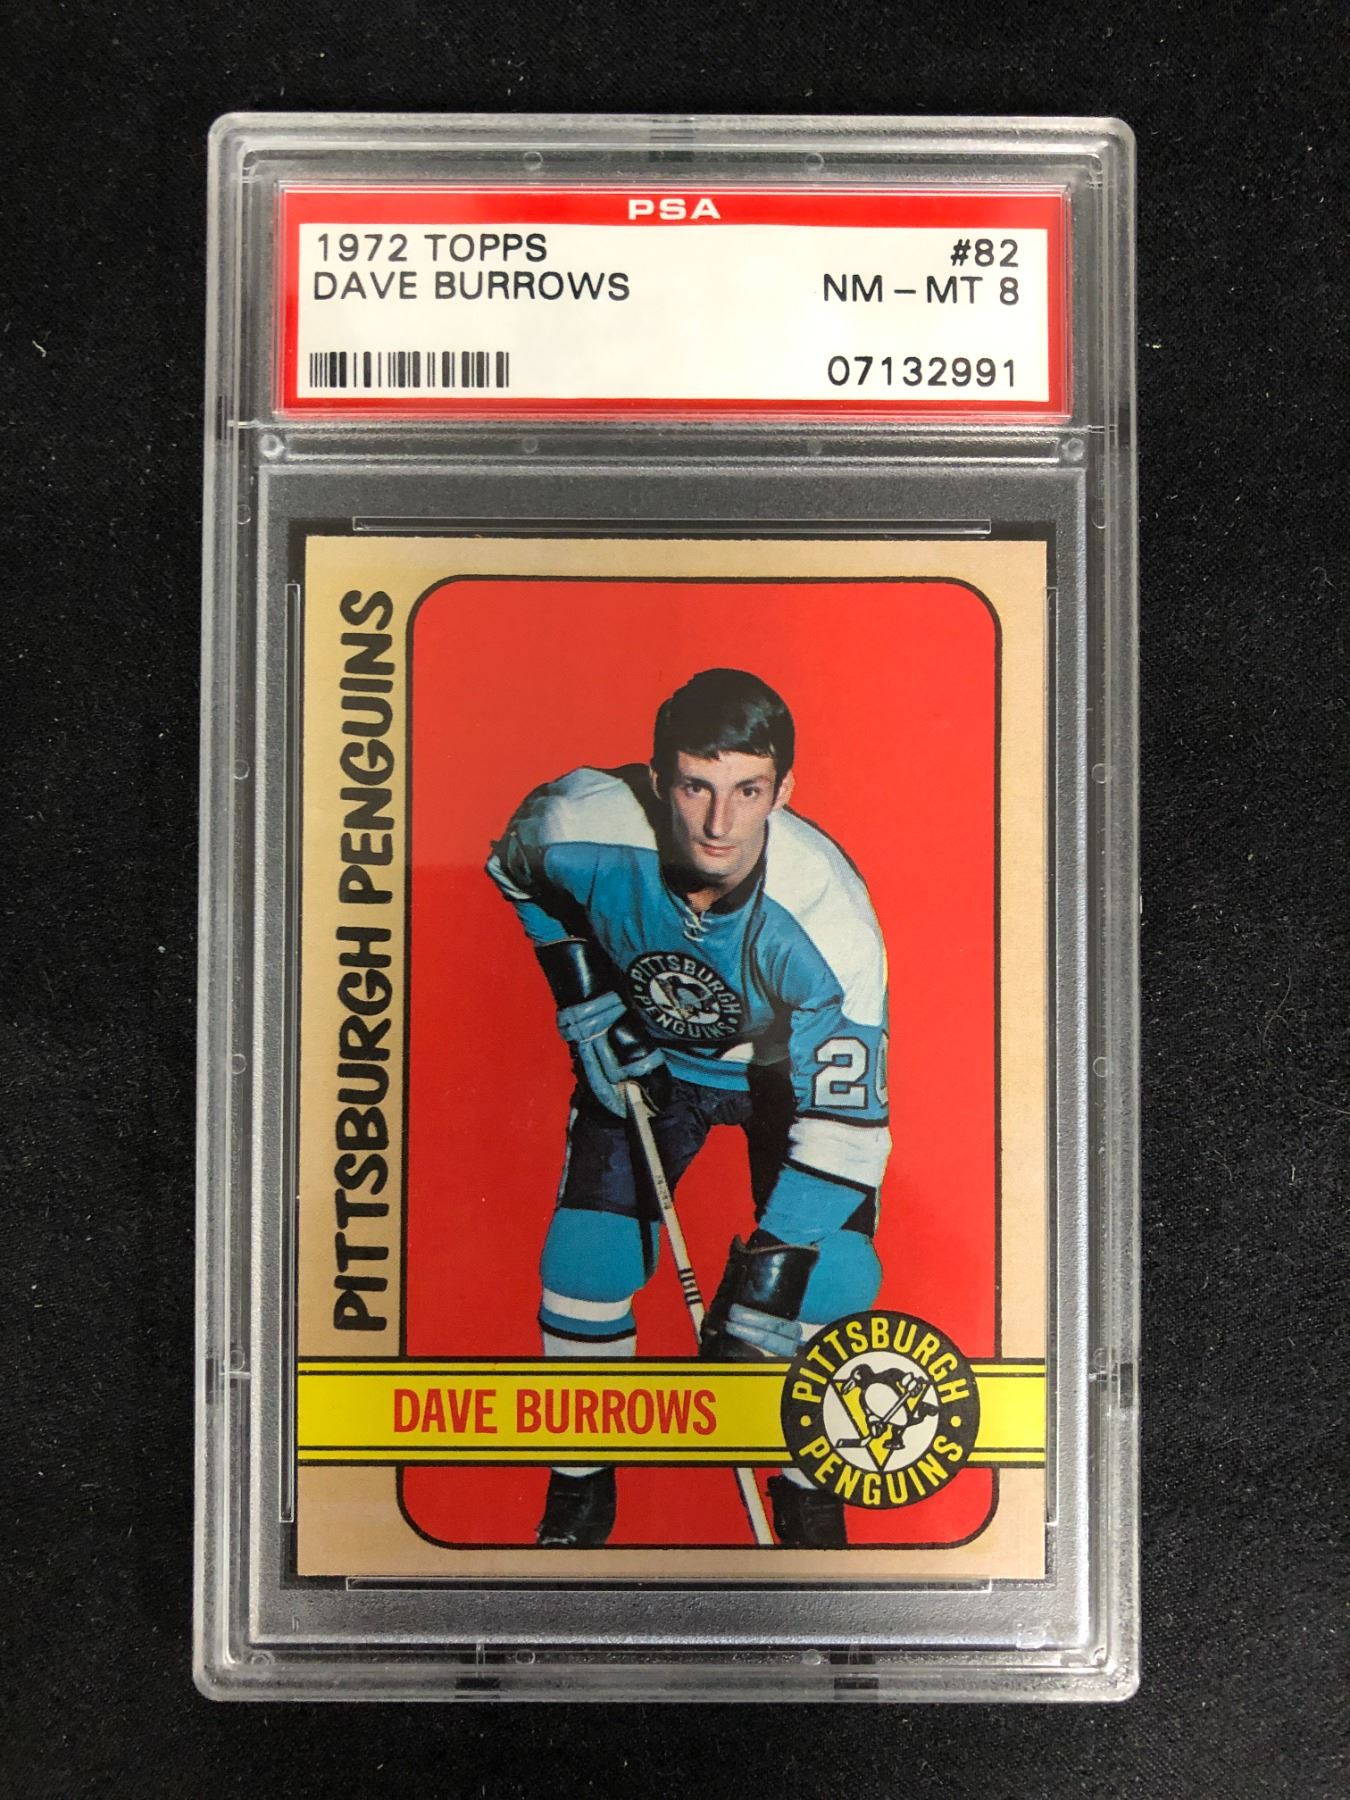 PSA
1972 TOPPS #82
DAVE BURROWS NM - MT 8
07132991
PITTSBURGH PENGUINS
PITTSBURGH PENGUINS
20
DAVE BURROWS
PITTSBURGH PENGUINS